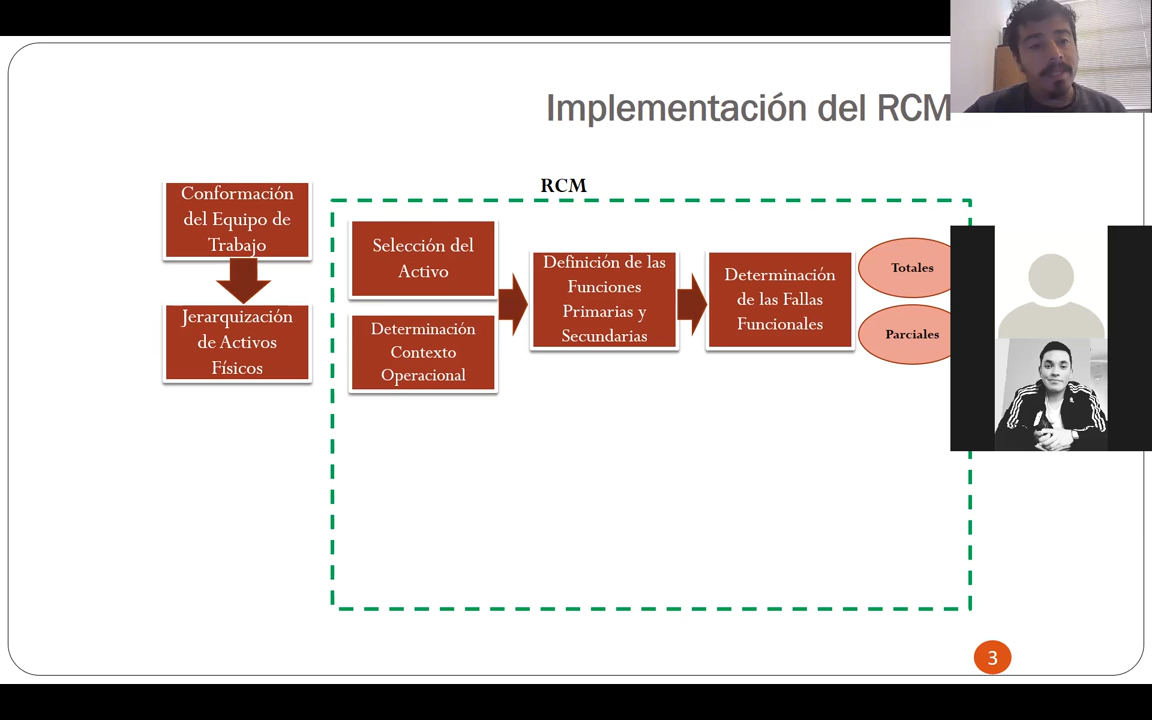 Implementación del RCM
RCM
Conformación
del Equipo de
Trabajo
Jerarquización
de Activos
Físicos
Selección del
Activo
Determinación
Contexto
Operacional
Definición de las
Funciones
Primarias y
Secundarias
Determinación
de las Fallas
Funcionales
Totales
Parciales
3